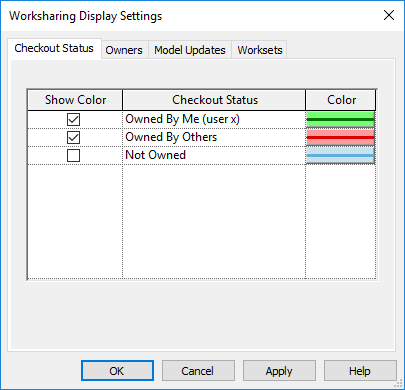 Worksharing Display Settings
Checkout Status Owners Model Updates Worksets
Show Color Checkout Status Color
Owned By Me (user x)
Owned By Others
Not Owned
OK Cancel Apply Help